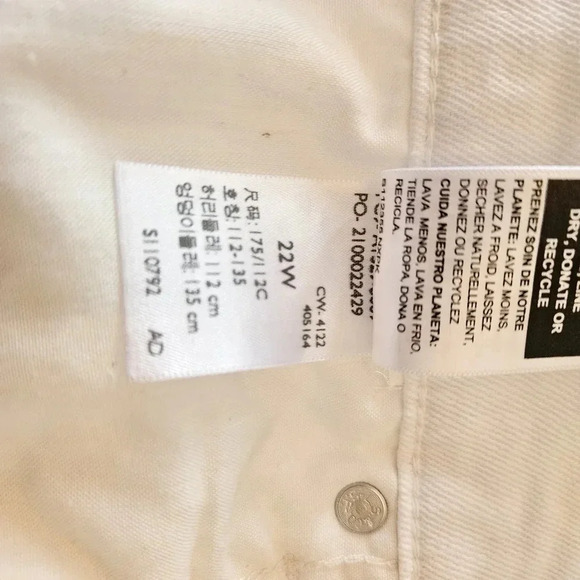 DRY, DONATE OR
RECYCLE
PRENEZ SOIN DE NOTRE
PLANETE: LAVEZ MOINS,
LAVEZ A FROID, LAISSEZ
SECHER NATURELLEMENT,
DONNEZ OU RECYCLEZ
CUIDA NUESTRO PLANETA:
LAVA MENOS, LAVA EN FRIO,
TIENDE LA ROPA, DONA O
RECICLA.
PO- 2100022429
CW- 4122
405164
22W
尺码: 175/112C
호칭: 112-135
허리둘레: 112 cm
엉덩이둘레: 135 cm
S110792 AD